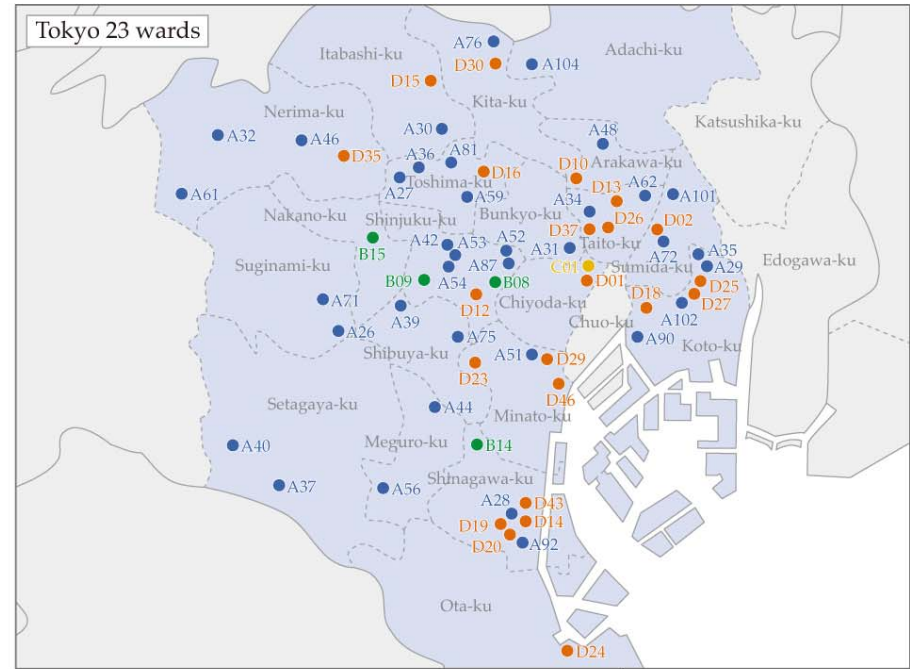 Tokyo 23 wards
A76
Adachi-ku
Itabashi-ku
D30
A104
D15
Kita-ku
Nerima-ku
Katsushika-ku
A32
A46
A30
A48
D35
A36
A81
Arakawa-ku
D10
D16
A27
Toshima-ku
D13
A62
A101
A61
A59
Nakano-ku
Shinjuku-ku
Bunkyo-ku
A34
D26
D02
D37
B15
A42
A53
A52
A31
Taito-ku
A72
A35
Edogawa-ku
Suginami-ku
A54
A87
Sumida-ku
A29
B09
B08
D01
D25
D12
Chiyoda-ku
D18
D27
A71
A39
A102
Chuo-ku
A26
A75
A90
Koto-ku
Shibuya-ku
A51
D29
D23
D46
Setagaya-ku
A44
Minato-ku
A40
Meguro-ku
B14
Shinagawa-ku
A37
A56
A28
D43
D19
D14
D20
A92
Ota-ku
D24